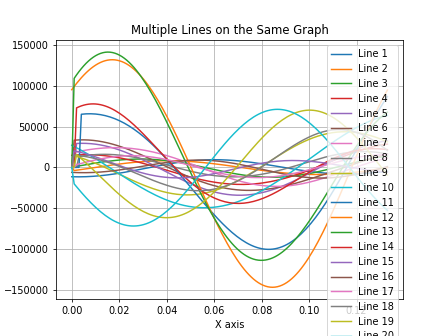 Multiple Lines on the Same Graph
150000
100000
50000
0
−50000
−100000
−150000
0.00
0.02
0.04
0.06
0.08
0.10
X axis
Line 1
Line 2
Line 3
Line 4
Line 5
Line 6
Line 7
Line 8
Line 9
Line 10
Line 11
Line 12
Line 13
Line 14
Line 15
Line 16
Line 17
Line 18
Line 19
Line 20